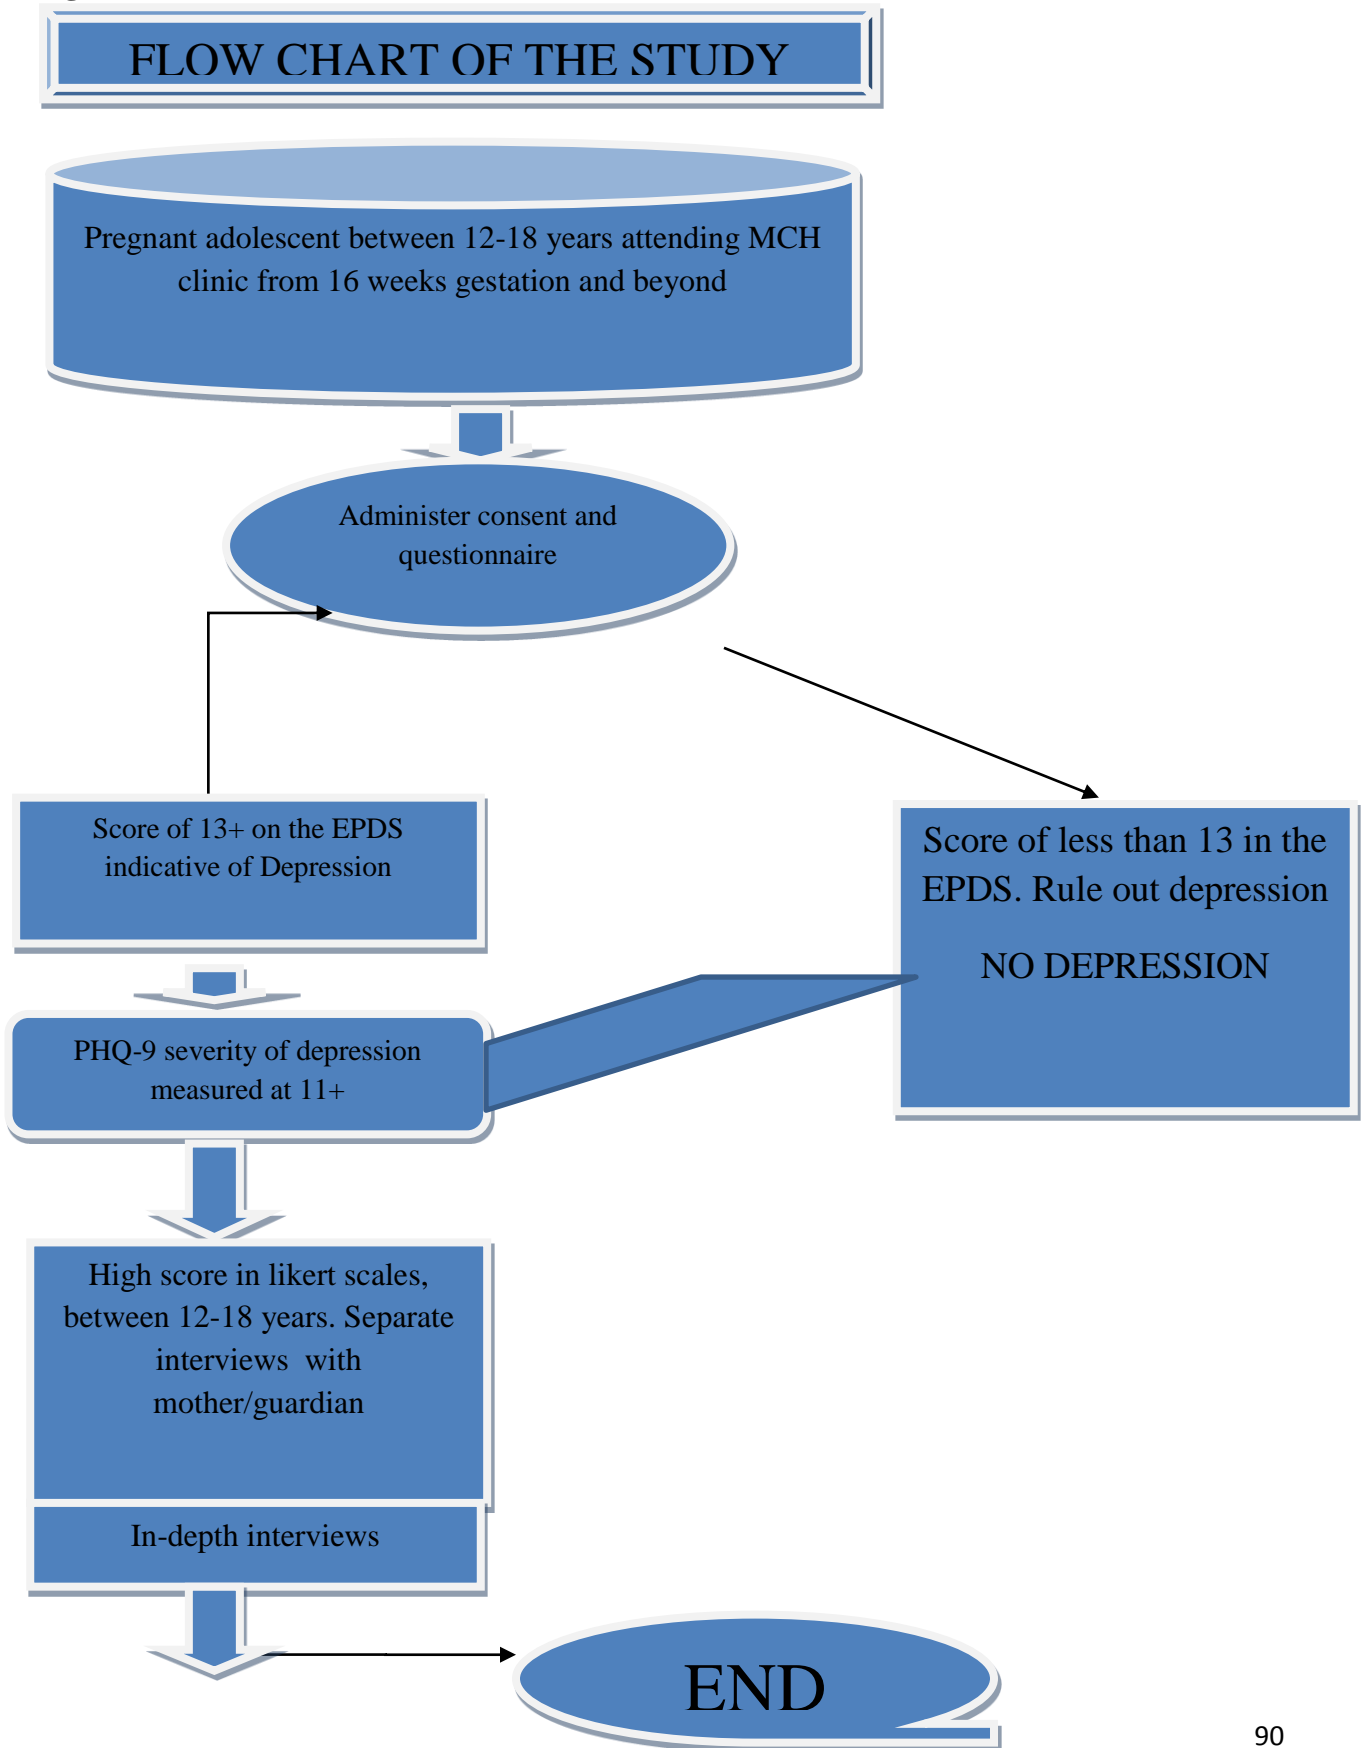 FLOW CHART OF THE STUDY
Pregnant adolescent between 12-18 years attending MCH
clinic from 16 weeks gestation and beyond
Administer consent and
questionnaire
Score of 13+ on the EPDS
indicative of Depression
Score of less than 13 in the
EPDS. Rule out depression
NO DEPRESSION
PHQ-9 severity of depression
measured at 11+
High score in likert scales,
between 12-18 years. Separate
interviews  with
mother/guardian
In-depth interviews
END
90